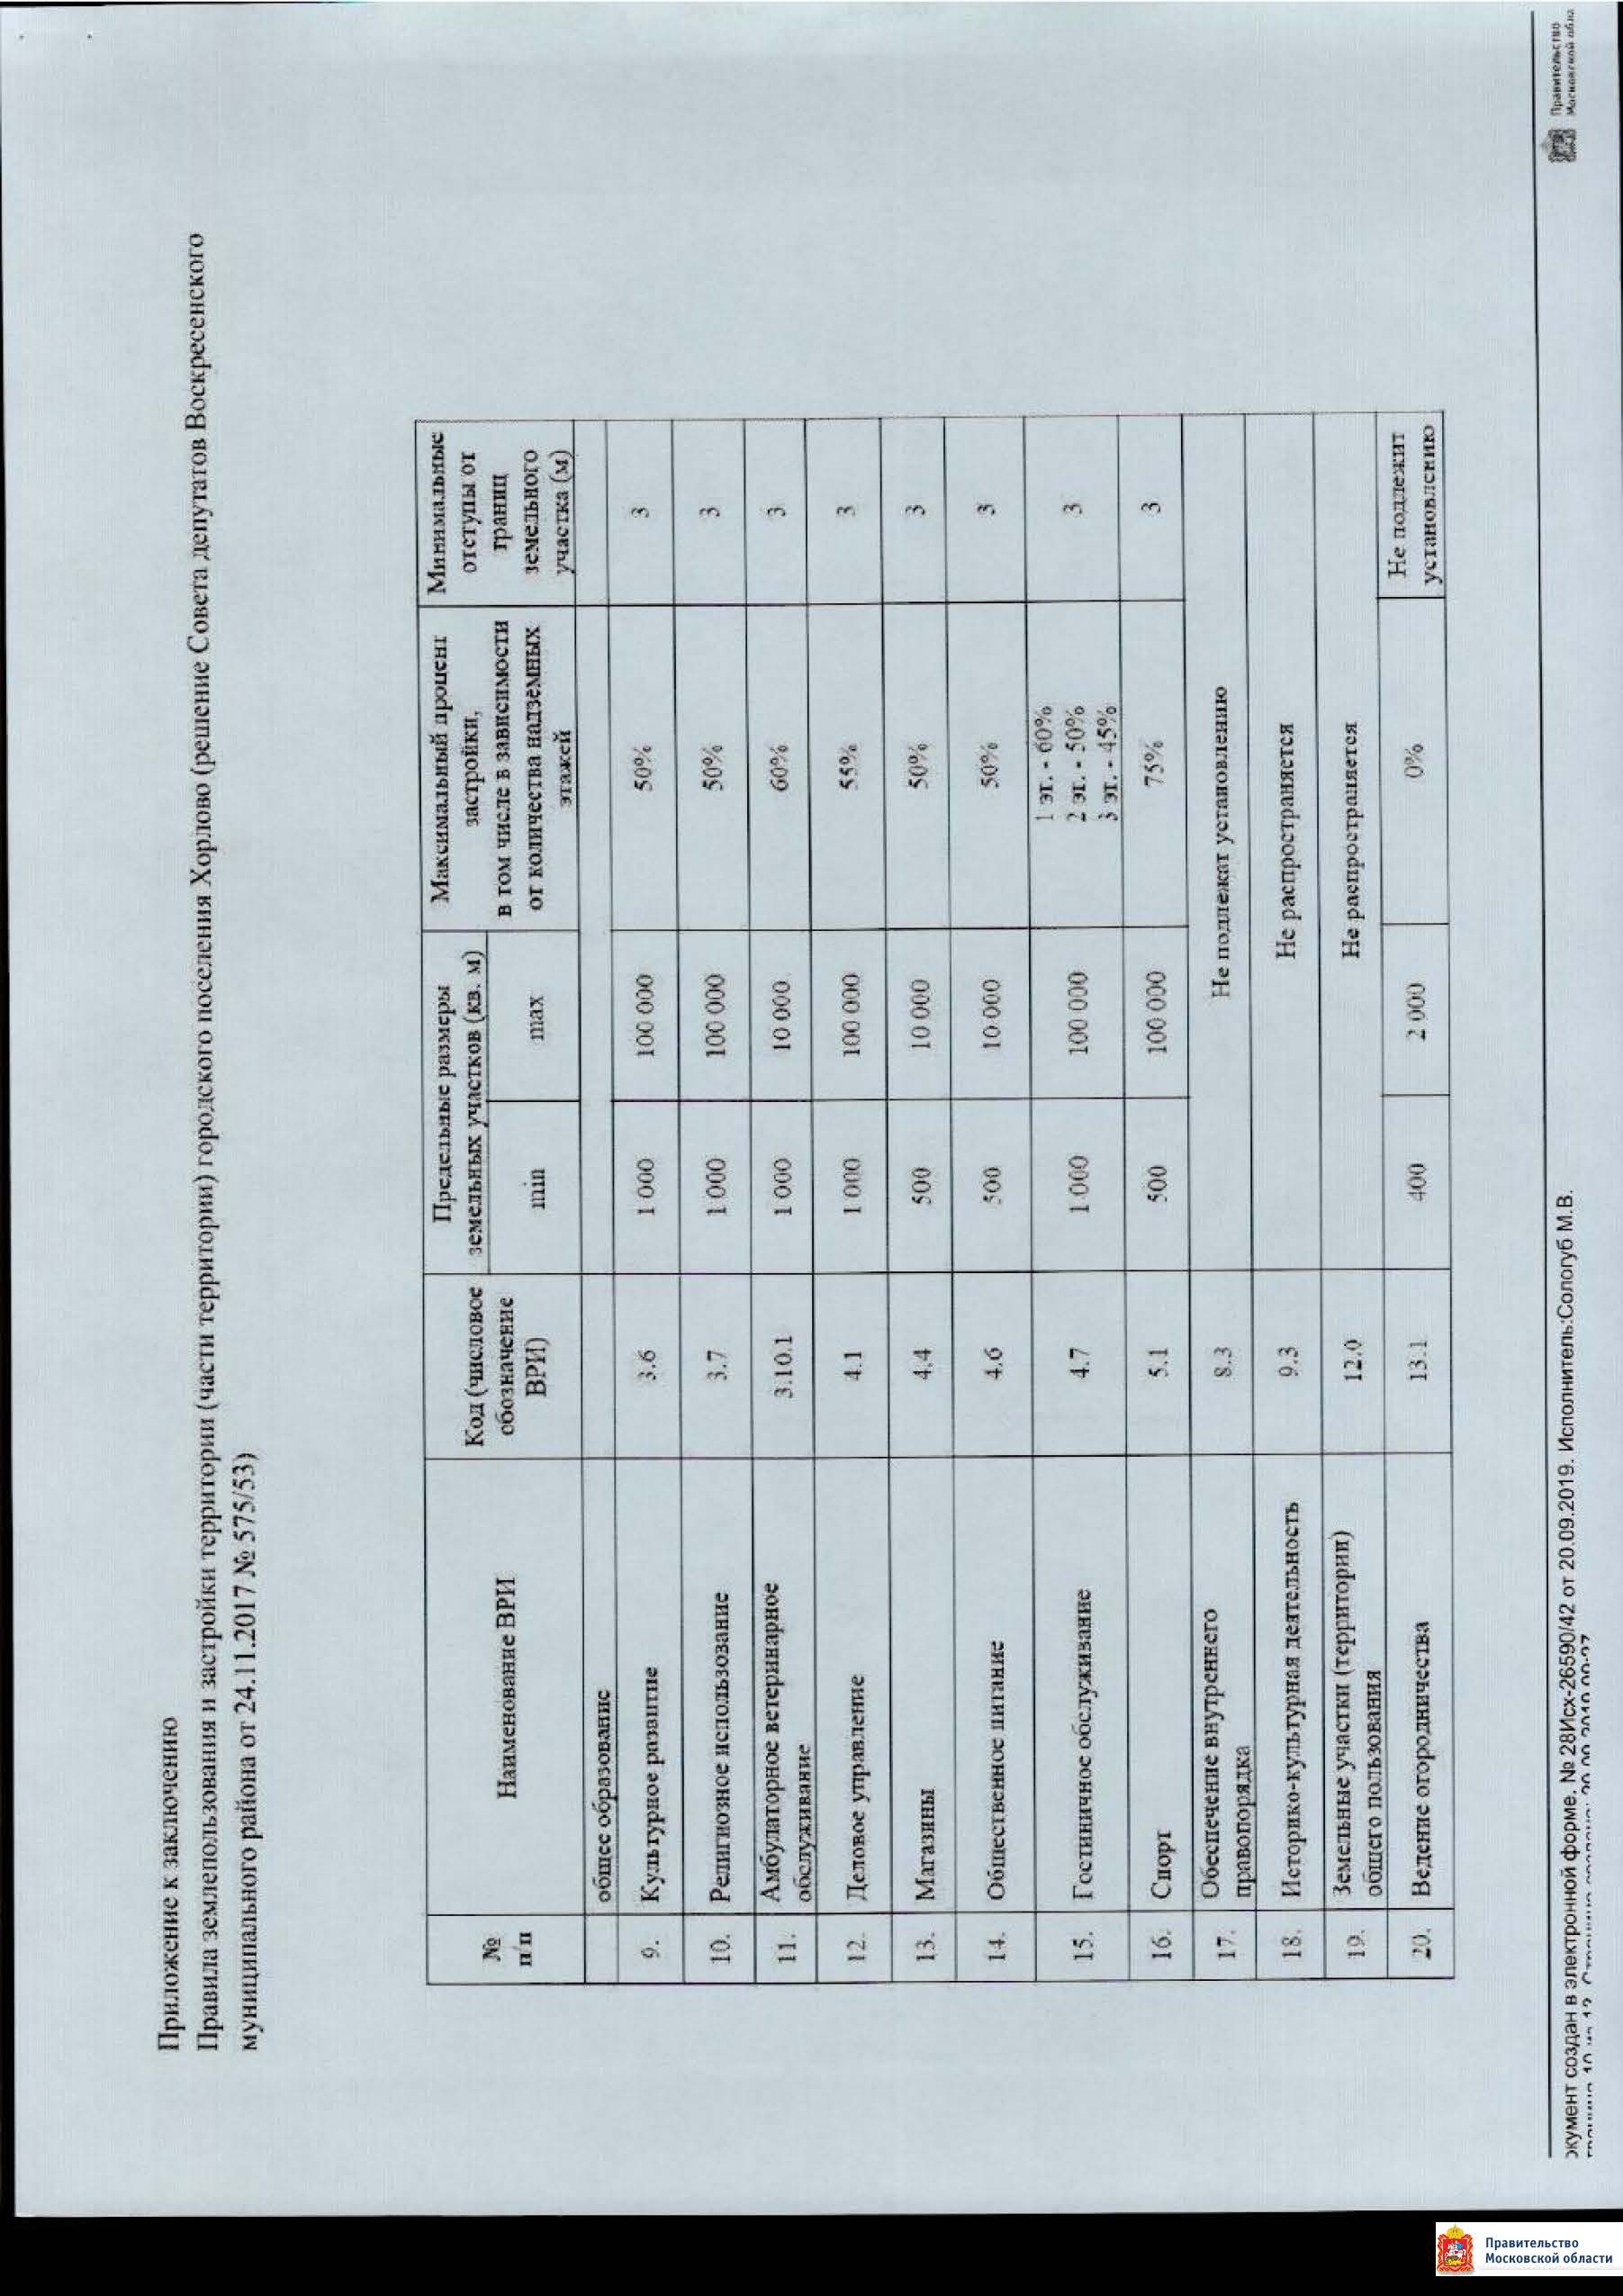 Приложение к заключению
Правила землепользования и застройки территории (части территории) городского поселения Хорлово (решение Совета депутатов Воскресенского
муниципального района от 24.11.2017 № 575/53)
№ п/п
Наименование ВРИ
Код (числовое обозначение ВРИ)
Предельные размеры земельных участков (кв. м)
min
max
Максимальный процент застройки, в том числе в зависимости от количества надземных этажей
Минимальные отступы от границ земельного участка (м)
общее образование
9. Культурное развитие 3.6 1 000 100 000 50% 3
10. Религиозное использование 3.7 1 000 100 000 50% 3
11. Амбулаторное ветеринарное обслуживание 3.10.1 1 000 10 000 60% 3
12. Деловое управление 4.1 1 000 100 000 55% 3
13. Магазины 4.4 500 10 000 50% 3
14. Общественное питание 4.6 500 10 000 50% 3
15. Гостиничное обслуживание 4.7 1 000 100 000 1 эт. - 60% 2 эт. - 50% 3 эт. - 45% 3
16. Спорт 5.1 500 100 000 75% 3
17. Обеспечение внутреннего правопорядка 8.3 Не подлежат установлению
18. Историко-культурная деятельность 9.3 Не распространяется
19. Земельные участки (территории) общего пользования 12.0 Не распространяется
20. Ведение огородничества 13.1 400 2 000 0% Не подлежит установлению
окумент создан в электронной форме. № 28Исх-26590/42 от 20.09.2019. Исполнитель:Сологуб М.В.
Правительство
Московской обла
Правительство
Московской области